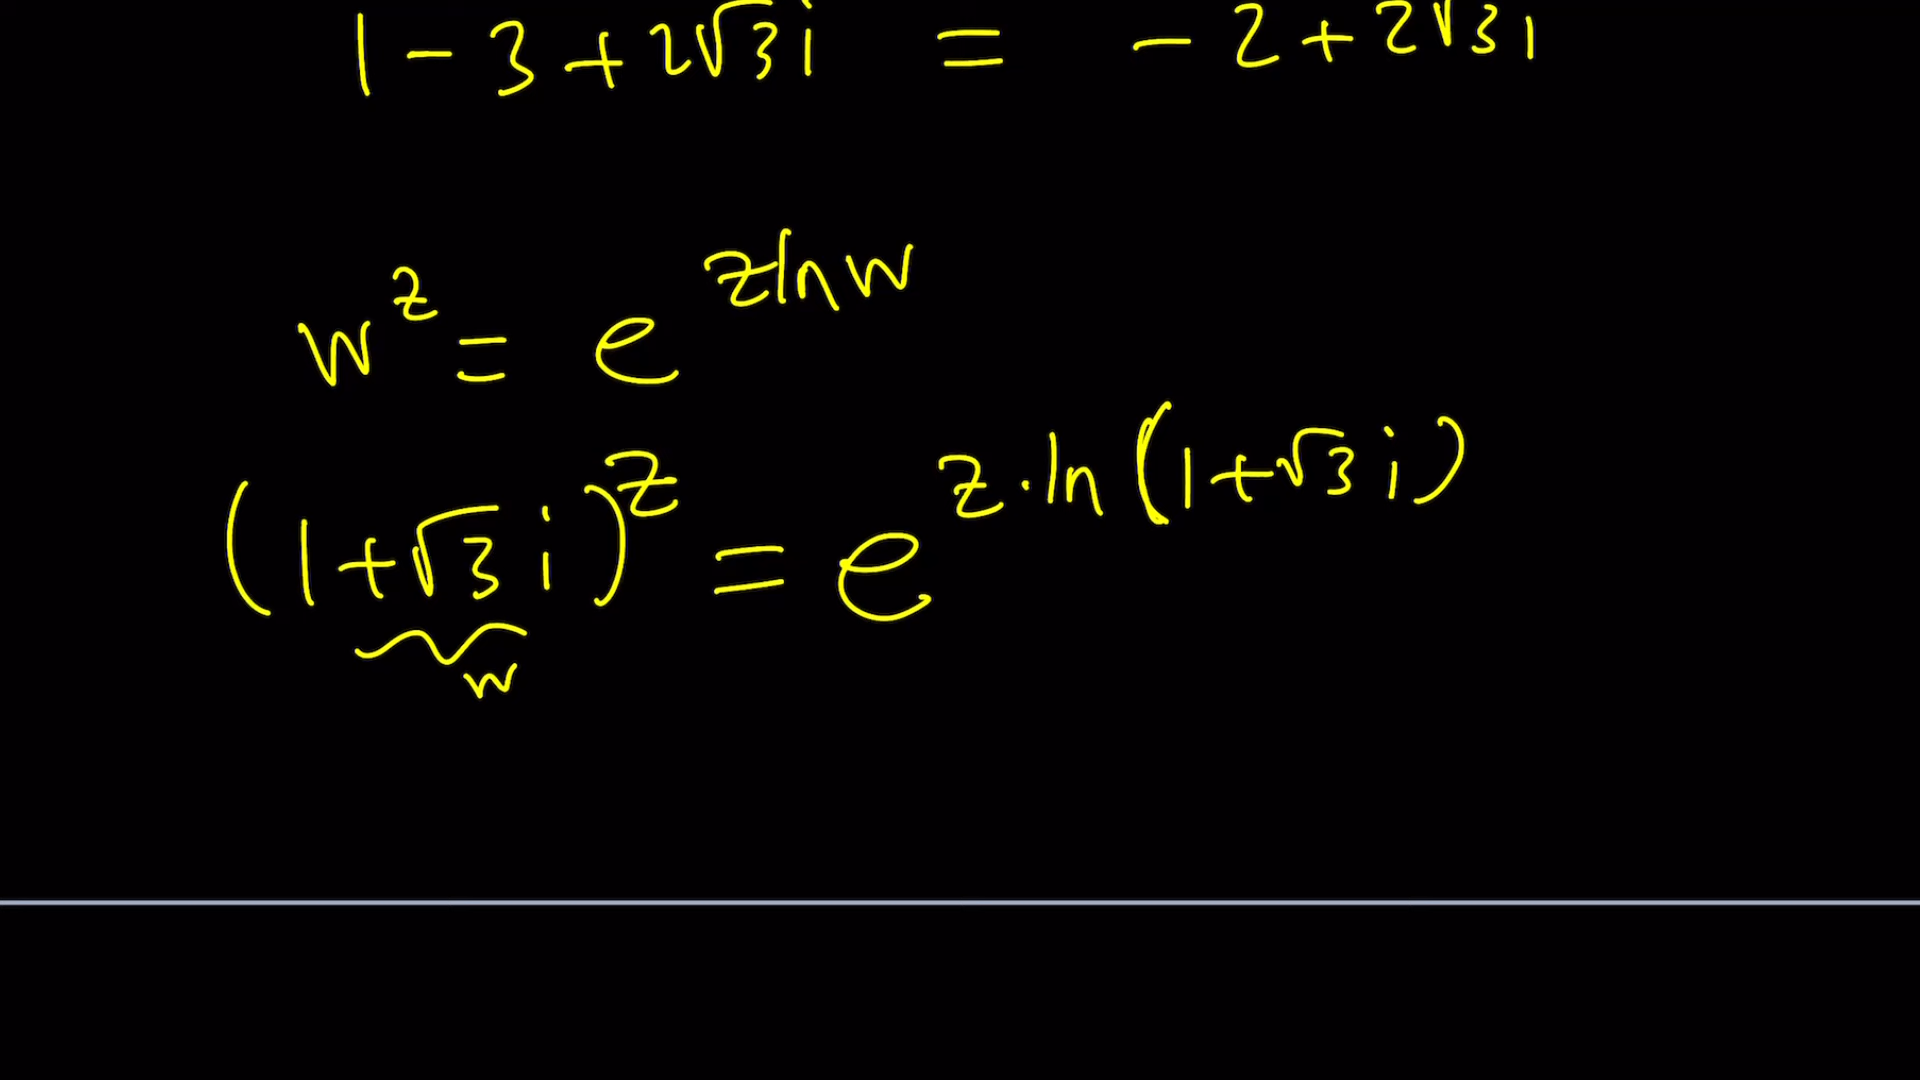 1 - 3 + 2√3 i = - 2 + 2√3 i
w^z = e^{z ln w}
(1 + √3 i)^z = e^{z · ln (1 + √3 i)}
w